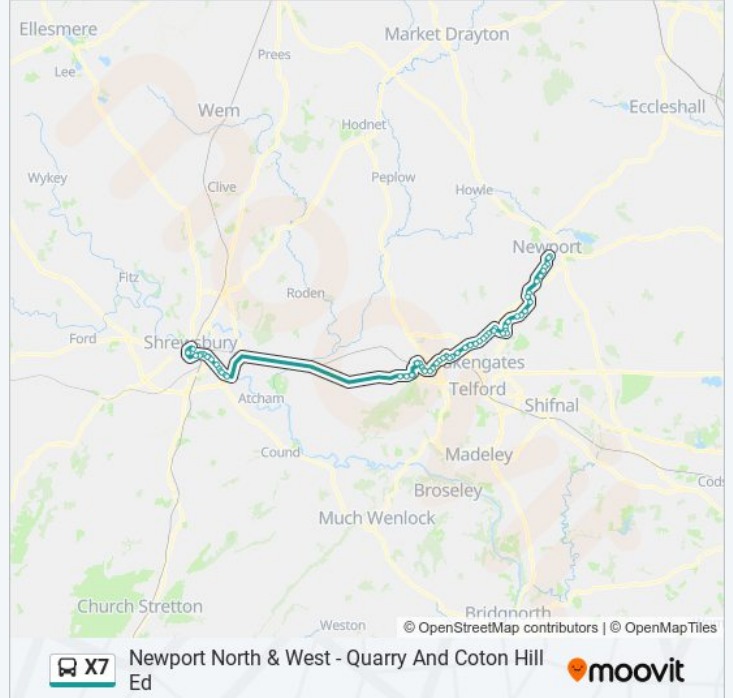 Ellesmere
Market Drayton
Prees
Lee
Eccleshall
Wem
Hodnet
Wykey
Peplow
Clive
Howle
Newport
Fitz
Roden
Ford
Shrewsbury
akengates
Telford
Atcham
Shifnal
Cound
Madeley
Cods
Broseley
Much Wenlock
Church Stretton
Bridgnorth
Weston
© OpenStreetMap contributors | © OpenMapTiles
X7 Newport North & West - Quarry And Coton Hill
Ed
moovit